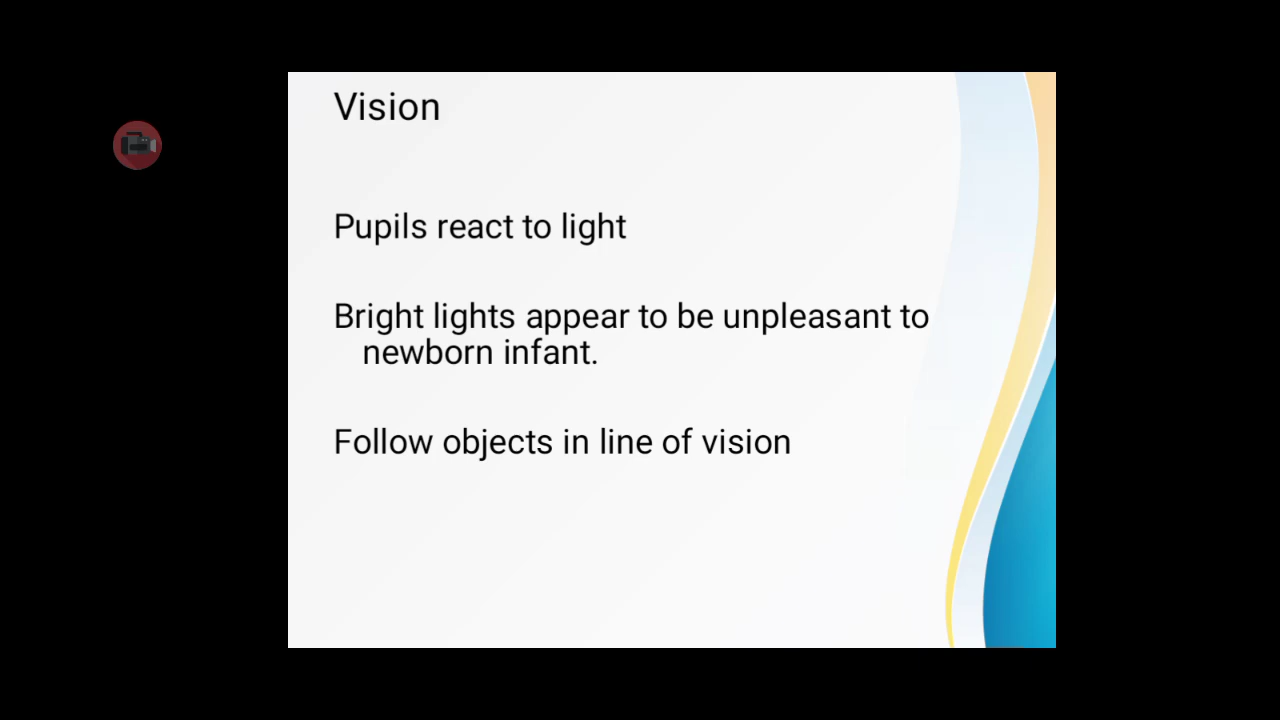 Vision
Pupils react to light
Bright lights appear to be unpleasant to
newborn infant.
Follow objects in line of vision